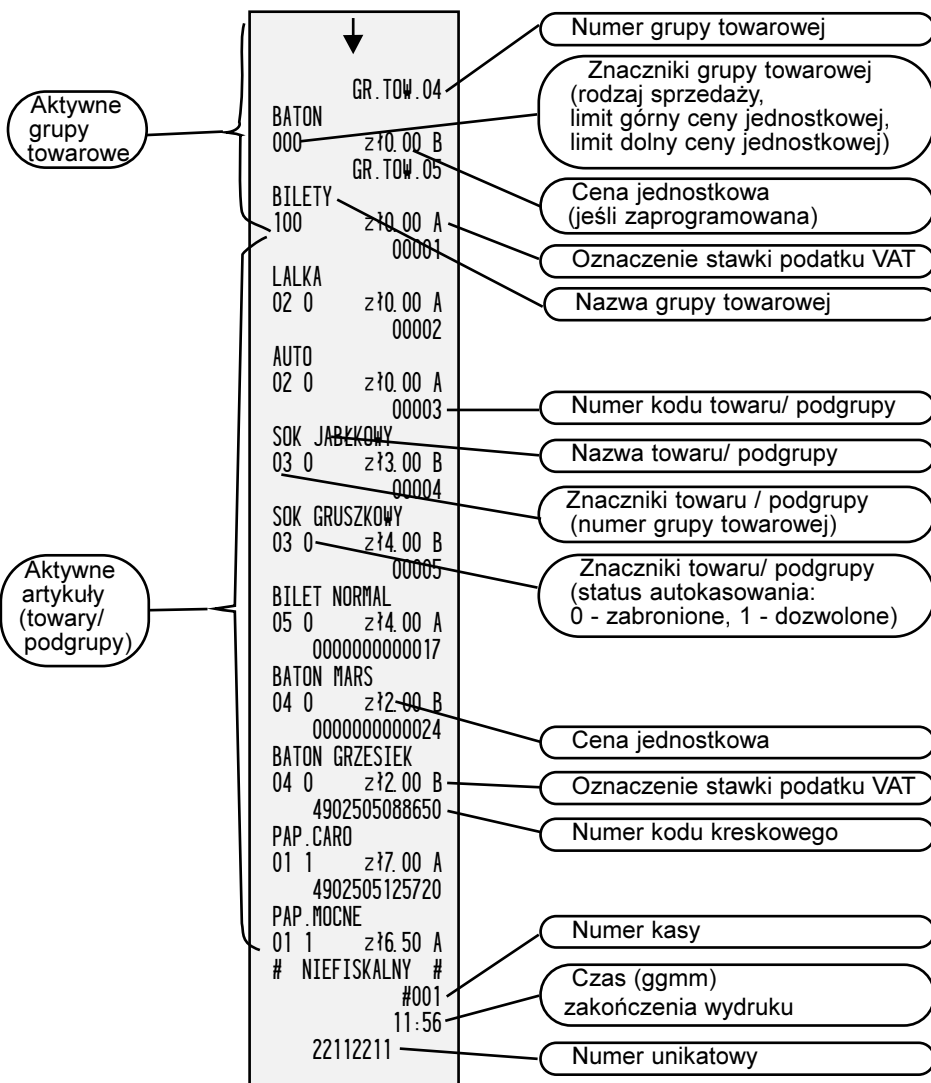 Aktywne
grupy
towarowe
Aktywne
artykuły
(towary/
podgrupy)
GR.TOW.04
BATON
000 zł0.00 B
GR.TOW.05
BILETY
100 zł0.00 A
00001
LALKA
02 0 zł0.00 A
00002
AUTO
02 0 zł0.00 A
00003
SOK JABŁKOWY
03 0 zł3.00 B
00004
SOK GRUSZKOWY
03 0 zł4.00 B
00005
BILET NORMAL
05 0 zł4.00 A
0000000000017
BATON MARS
04 0 zł2.00 B
0000000000024
BATON GRZESIEK
04 0 zł2.00 B
4902505088650
PAP.CARO
01 1 zł7.00 A
4902505125720
PAP.MOCNE
01 1 zł6.50 A
# NIEFISKALNY #
#001
11:56
22112211
Numer grupy towarowej
Znaczniki grupy towarowej
(rodzaj sprzedaży,
limit górny ceny jednostkowej,
limit dolny ceny jednostkowej)
Cena jednostkowa
(jeśli zaprogramowana)
Oznaczenie stawki podatku VAT
Nazwa grupy towarowej
Numer kodu towaru/ podgrupy
Nazwa towaru/ podgrupy
Znaczniki towaru / podgrupy
(numer grupy towarowej)
Znaczniki towaru/ podgrupy
(status autokasowania:
0 - zabronione, 1 - dozwolone)
Cena jednostkowa
Oznaczenie stawki podatku VAT
Numer kodu kreskowego
Numer kasy
Czas (ggmm)
zakończenia wydruku
Numer unikatowy